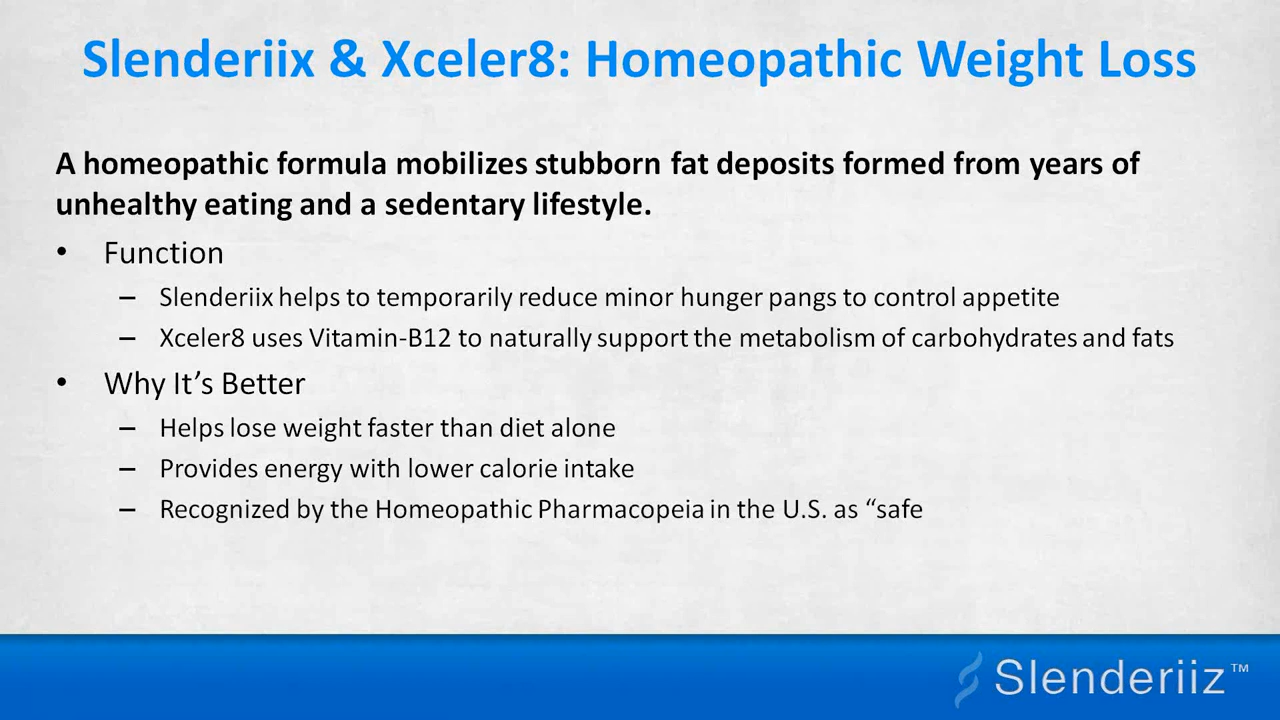 Slenderiix & Xceler8: Homeopathic Weight Loss
A homeopathic formula mobilizes stubborn fat deposits formed from years of
unhealthy eating and a sedentary lifestyle.
• Function
– Slenderiix helps to temporarily reduce minor hunger pangs to control appetite
– Xceler8 uses Vitamin-B12 to naturally support the metabolism of carbohydrates and fats
• Why It’s Better
– Helps lose weight faster than diet alone
– Provides energy with lower calorie intake
– Recognized by the Homeopathic Pharmacopeia in the U.S. as “safe
Slenderiiz™